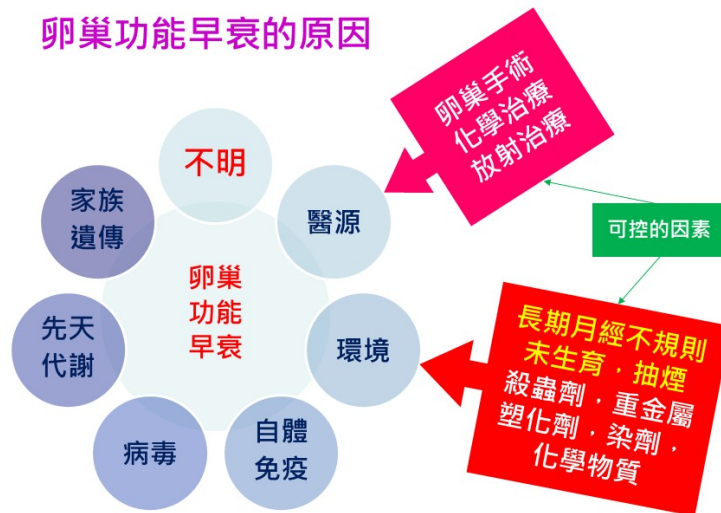 卵巢功能早衰的原因
卵巢手術
化學治療
放射治療
不明
家族
遺傳
醫源
可控的因素
卵巢
功能
早衰
先天
代謝
環境
長期月經不規則
未生育，抽煙
殺蟲劑，重金屬
塑化劑，染劑，
化學物質
病毒
自體
免疫